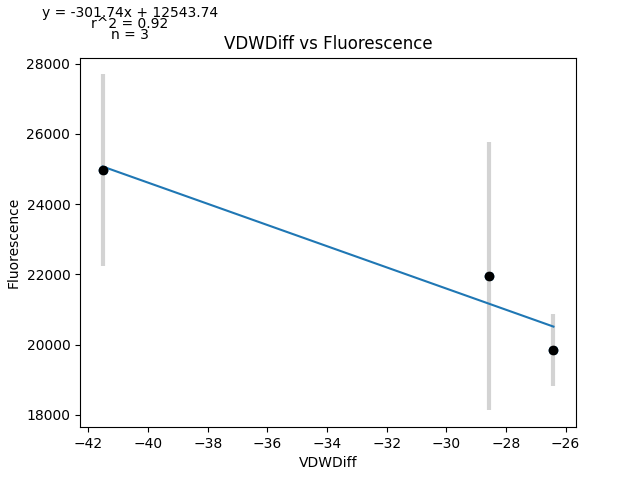 y = -301.74x + 12543.74
r^2 = 0.92
n = 3
VDWDiff vs Fluorescence
28000
26000
24000
22000
20000
18000
Fluorescence
−42 −40 −38 −36 −34 −32 −30 −28 −26
VDWDiff